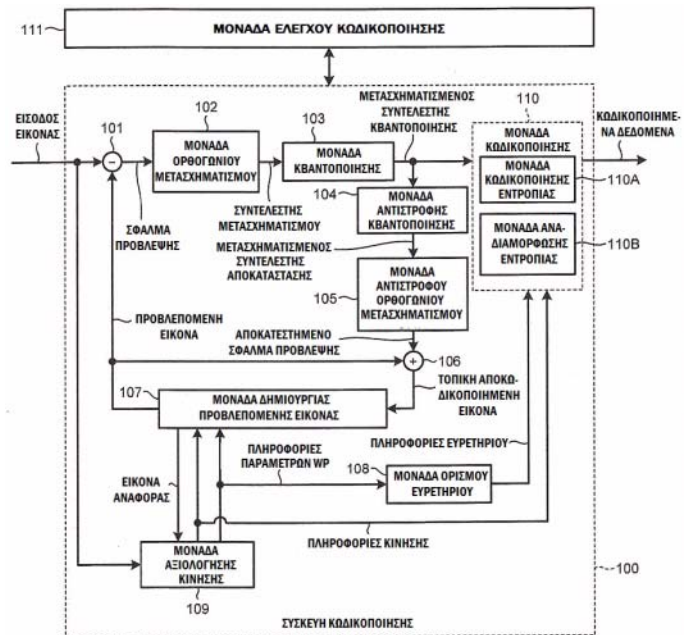 111
ΜΟΝΑΔΑ ΕΛΕΓΧΟΥ ΚΩΔΙΚΟΠΟΙΗΣΗΣ
ΕΙΣΟΔΟΣ
ΕΙΚΟΝΑΣ
101
102
ΜΟΝΑΔΑ
ΟΡΘΟΓΩΝΙΟΥ
ΜΕΤΑΣΧΗΜΑΤΙΣΜΟΥ
103
ΜΟΝΑΔΑ
ΚΒΑΝΤΟΠΟΙΗΣΗΣ
ΜΕΤΑΣΧΗΜΑΤΙΣΜΕΝΟΣ
ΣΥΝΤΕΛΕΣΤΗΣ
ΚΒΑΝΤΟΠΟΙΗΣΗΣ
110
ΜΟΝΑΔΑ
ΚΩΔΙΚΟΠΟΙΗΣΗΣ
ΜΟΝΑΔΑ
ΚΩΔΙΚΟΠΟΙΗΣΗΣ
ΕΝΤΡΟΠΙΑΣ
110A
ΜΟΝΑΔΑ ΑΝΑ-
ΔΙΑΜΟΡΦΩΣΗΣ
ΕΝΤΡΟΠΙΑΣ
110B
ΚΩΔΙΚΟΠΟΙΗΜΕ-
ΝΑ ΔΕΔΟΜΕΝΑ
ΣΦΑΛΜΑ
ΠΡΟΒΛΕΨΗΣ
ΣΥΝΤΕΛΕΣΤΗΣ
ΜΕΤΑΣΧΗΜΑΤΙΣΜΟΥ
104
ΜΟΝΑΔΑ
ΑΝΤΙΣΤΡΟΦΗΣ
ΚΒΑΝΤΟΠΟΙΗΣΗΣ
ΜΕΤΑΣΧΗΜΑΤΙΣΜΕΝΟΣ
ΣΥΝΤΕΛΕΣΤΗΣ
ΑΠΟΚΑΤΑΣΤΑΣΗΣ
105
ΜΟΝΑΔΑ
ΑΝΤΙΣΤΡΟΦΟΥ
ΟΡΘΟΓΩΝΙΟΥ
ΜΕΤΑΣΧΗΜΑΤΙΣΜΟΥ
ΠΡΟΒΛΕΠΟΜΕΝΗ
ΕΙΚΟΝΑ
ΑΠΟΚΑΤΕΣΤΗΜΕΝΟ
ΣΦΑΛΜΑ ΠΡΟΒΛΕΨΗΣ
106
ΤΟΠΙΚΗ ΑΠΟΚΩ-
ΔΙΚΟΠΟΙΗΜΕΝΗ
ΕΙΚΟΝΑ
107
ΜΟΝΑΔΑ ΔΗΜΙΟΥΡΓΙΑΣ
ΠΡΟΒΛΕΠΟΜΕΝΗΣ ΕΙΚΟΝΑΣ
ΠΛΗΡΟΦΟΡΙΕΣ ΕΥΡΕΤΗΡΙΟΥ
ΕΙΚΟΝΑ
ΑΝΑΦΟΡΑΣ
ΠΛΗΡΟΦΟΡΙΕΣ
ΠΑΡΑΜΕΤΡΩΝ WP
108
ΜΟΝΑΔΑ ΟΡΙΣΜΟΥ
ΕΥΡΕΤΗΡΙΟΥ
ΜΟΝΑΔΑ
ΑΞΙΟΛΟΓΗΣΗΣ
ΚΙΝΗΣΗΣ
109
ΠΛΗΡΟΦΟΡΙΕΣ ΚΙΝΗΣΗΣ
100
ΣΥΣΚΕΥΗ ΚΩΔΙΚΟΠΟΙΗΣΗΣ